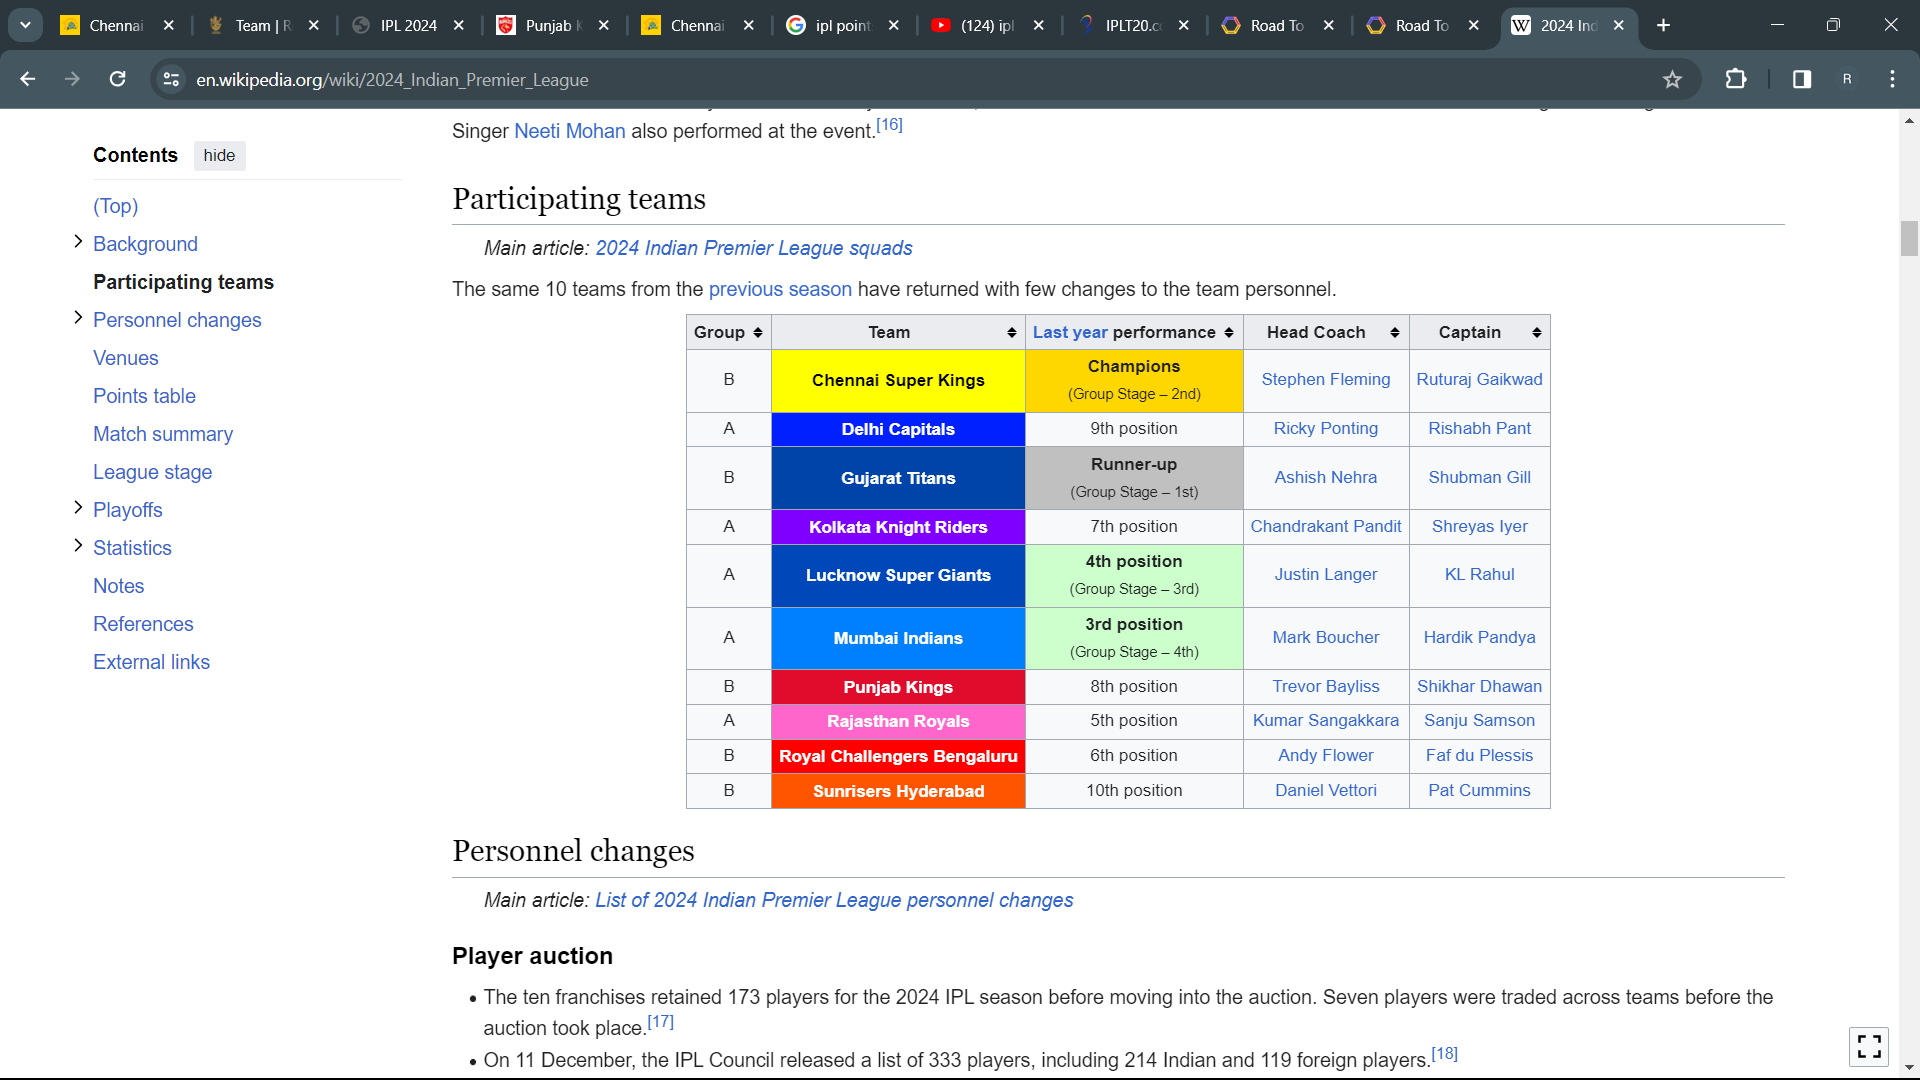 Chennai
Team | R
IPL 2024
Punjab K
Chennai
ipl point
(124) ipl
IPLT20.c
Road To
Road To
W 2024 Ind
en.wikipedia.org/wiki/2024_Indian_Premier_League
R
Singer Neeti Mohan also performed at the event.[16]
Contents hide
(Top)
Background
Participating teams
Personnel changes
Venues
Points table
Match summary
League stage
Playoffs
Statistics
Notes
References
External links
Participating teams
Main article: 2024 Indian Premier League squads
The same 10 teams from the previous season have returned with few changes to the team personnel.
Group Team Last year performance Head Coach Captain
B Chennai Super Kings Champions (Group Stage – 2nd) Stephen Fleming Ruturaj Gaikwad
A Delhi Capitals 9th position Ricky Ponting Rishabh Pant
B Gujarat Titans Runner-up (Group Stage – 1st) Ashish Nehra Shubman Gill
A Kolkata Knight Riders 7th position Chandrakant Pandit Shreyas Iyer
A Lucknow Super Giants 4th position (Group Stage – 3rd) Justin Langer KL Rahul
A Mumbai Indians 3rd position (Group Stage – 4th) Mark Boucher Hardik Pandya
B Punjab Kings 8th position Trevor Bayliss Shikhar Dhawan
A Rajasthan Royals 5th position Kumar Sangakkara Sanju Samson
B Royal Challengers Bengaluru 6th position Andy Flower Faf du Plessis
B Sunrisers Hyderabad 10th position Daniel Vettori Pat Cummins
Personnel changes
Main article: List of 2024 Indian Premier League personnel changes
Player auction
• The ten franchises retained 173 players for the 2024 IPL season before moving into the auction. Seven players were traded across teams before the
auction took place.[17]
• On 11 December, the IPL Council released a list of 333 players, including 214 Indian and 119 foreign players.[18]